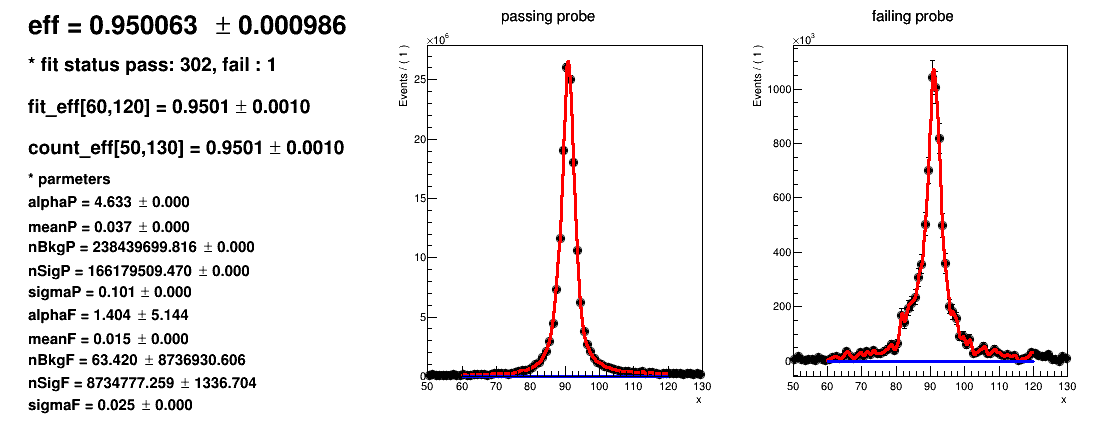 eff = 0.950063 ± 0.000986
* fit status pass: 302, fail : 1
fit_eff[60,120] = 0.9501 ± 0.0010
count_eff[50,130] = 0.9501 ± 0.0010
* parmeters
alphaP = 4.633 ± 0.000
meanP = 0.037 ± 0.000
nBkgP = 238439699.816 ± 0.000
nSigP = 166179509.470 ± 0.000
sigmaP = 0.101 ± 0.000
alphaF = 1.404 ± 5.144
meanF = 0.015 ± 0.000
nBkgF = 63.420 ± 8736930.606
nSigF = 8734777.259 ± 1336.704
sigmaF = 0.025 ± 0.000
passing probe
×10⁶
Events / ( 1 )
25
20
15
10
5
0
50 60 70 80 90 100 110 120 130
x
failing probe
×10³
Events / ( 1 )
1000
800
600
400
200
0
50 60 70 80 90 100 110 120 130
x